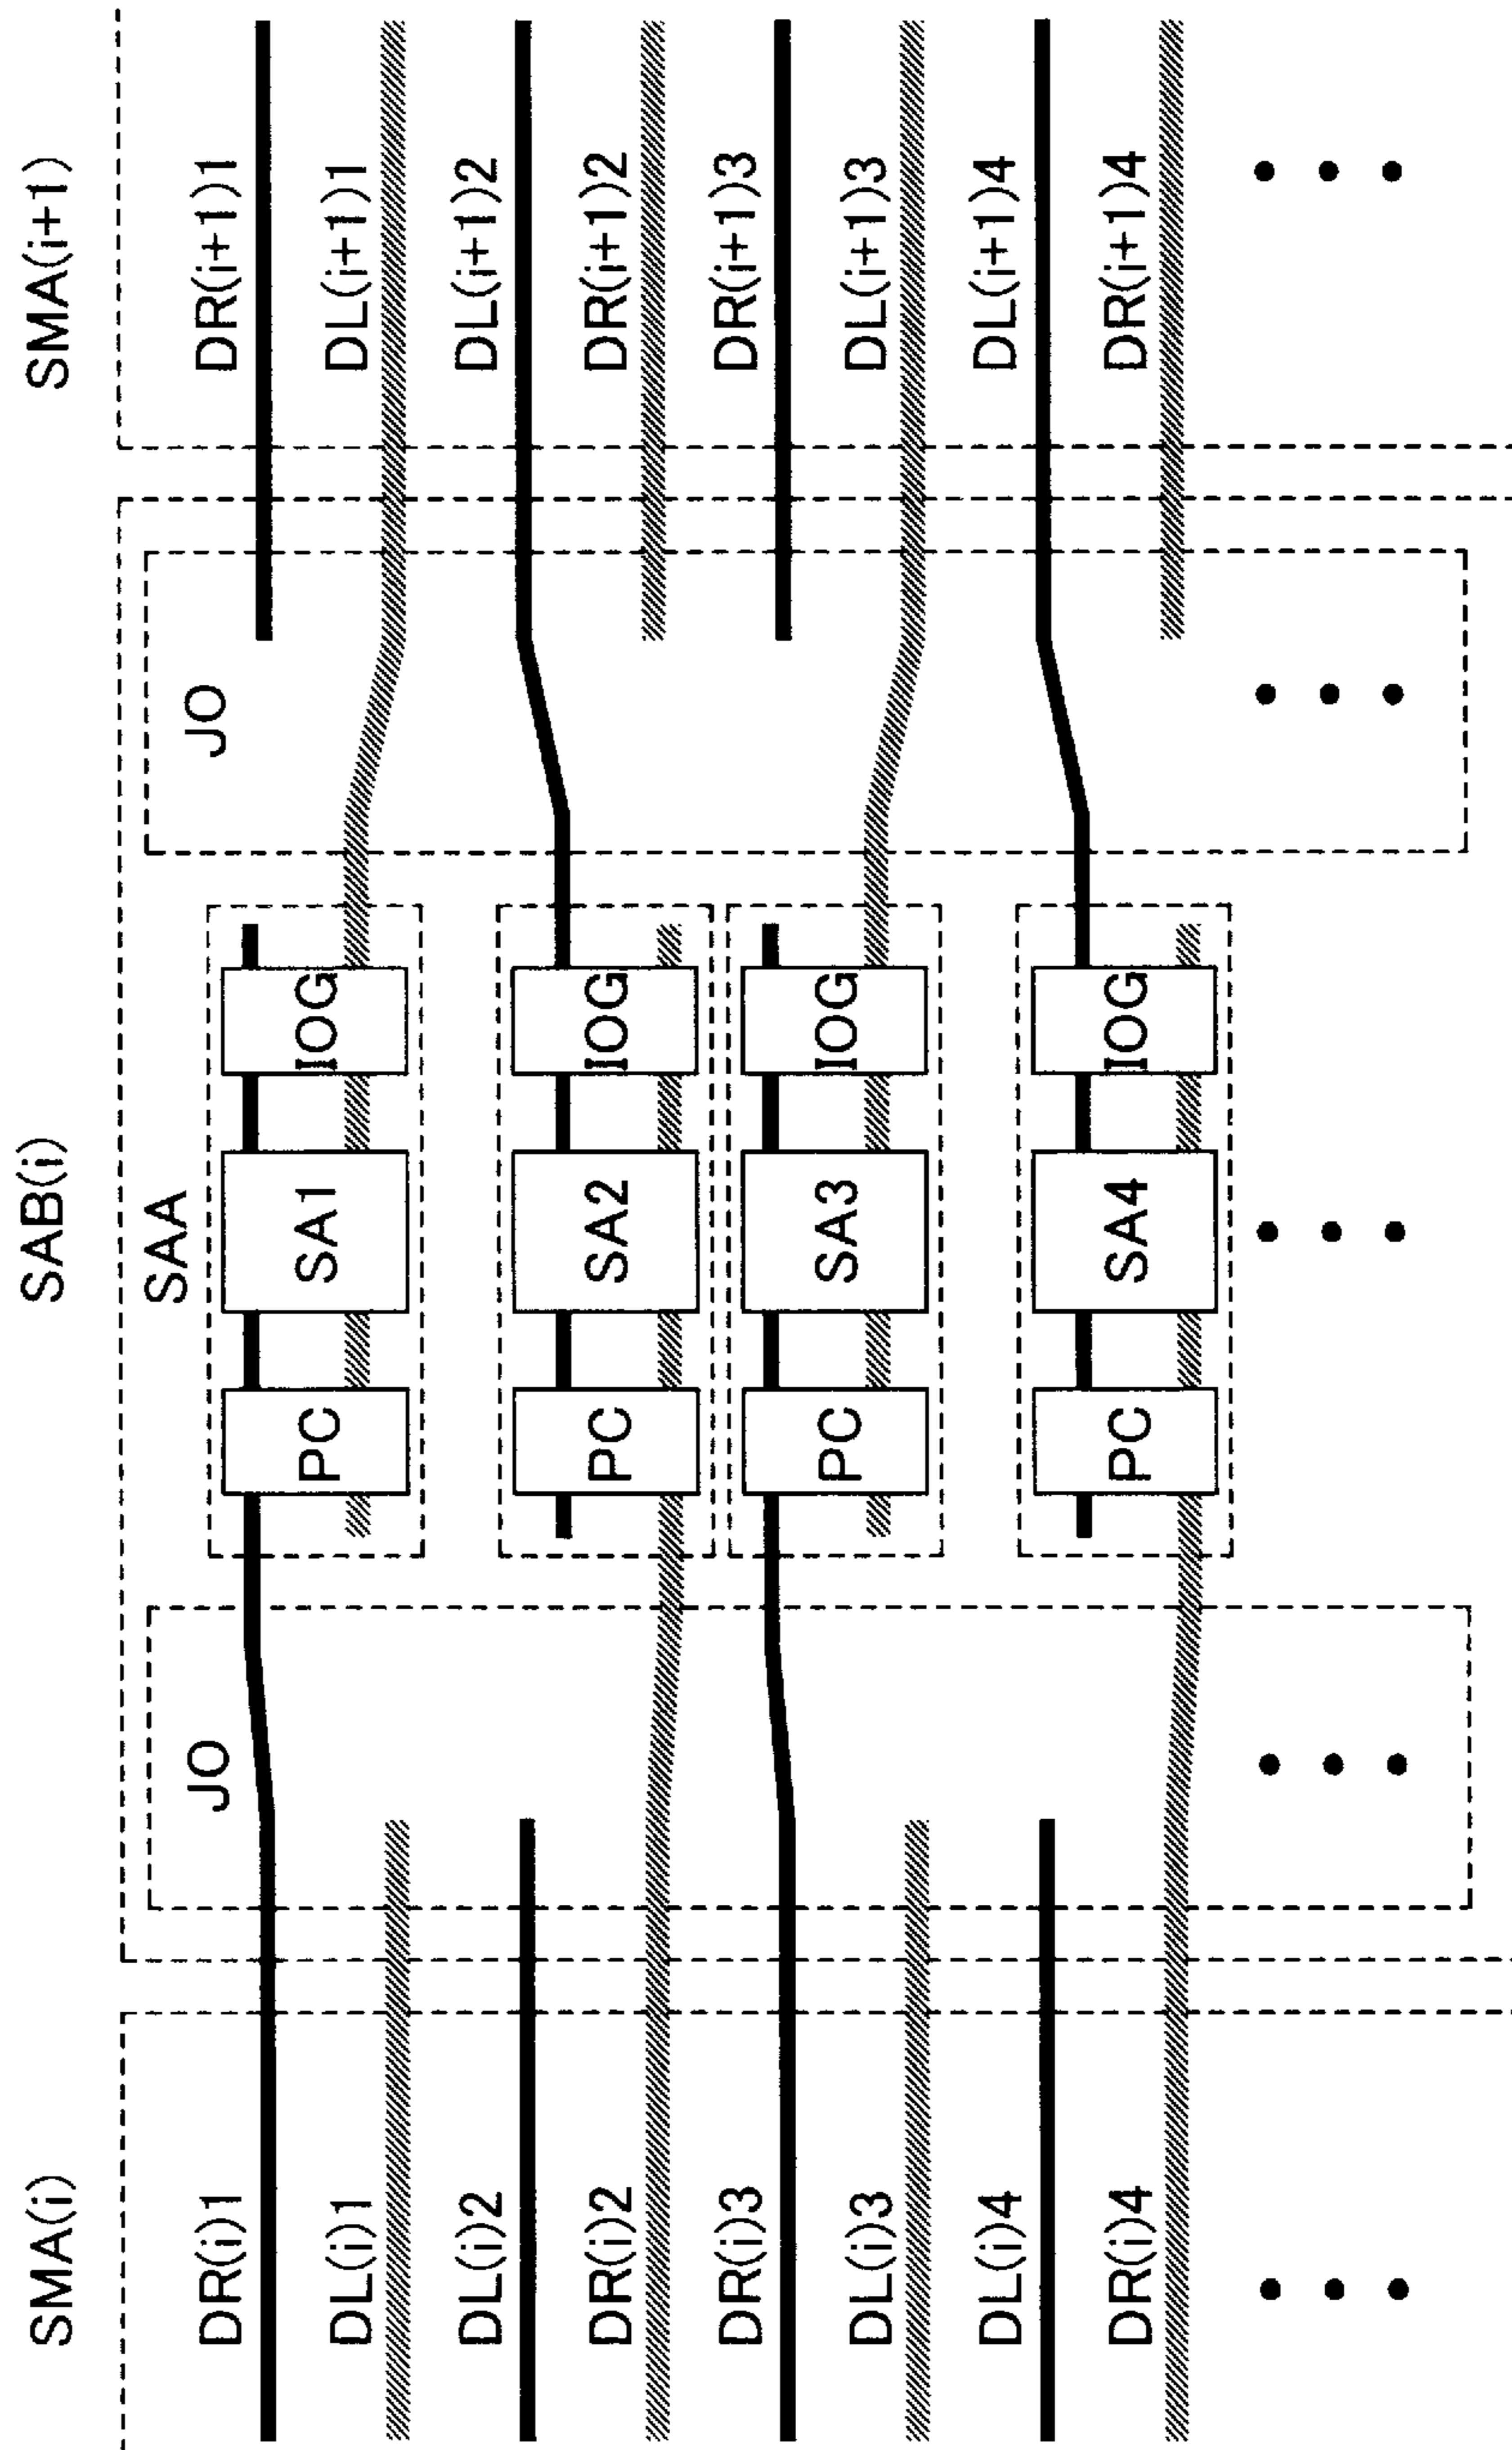 SMA(i)
SAB(i)
SMA(i+1)
SAA
JO
JO
DR(i)1
DL(i)1
DL(i)2
DR(i)2
DR(i)3
DL(i)3
DL(i)4
DR(i)4
PC
SA1
IOG
PC
SA2
IOG
PC
SA3
IOG
PC
SA4
IOG
DR(i+1)1
DL(i+1)1
DL(i+1)2
DR(i+1)2
DR(i+1)3
DL(i+1)3
DL(i+1)4
DR(i+1)4